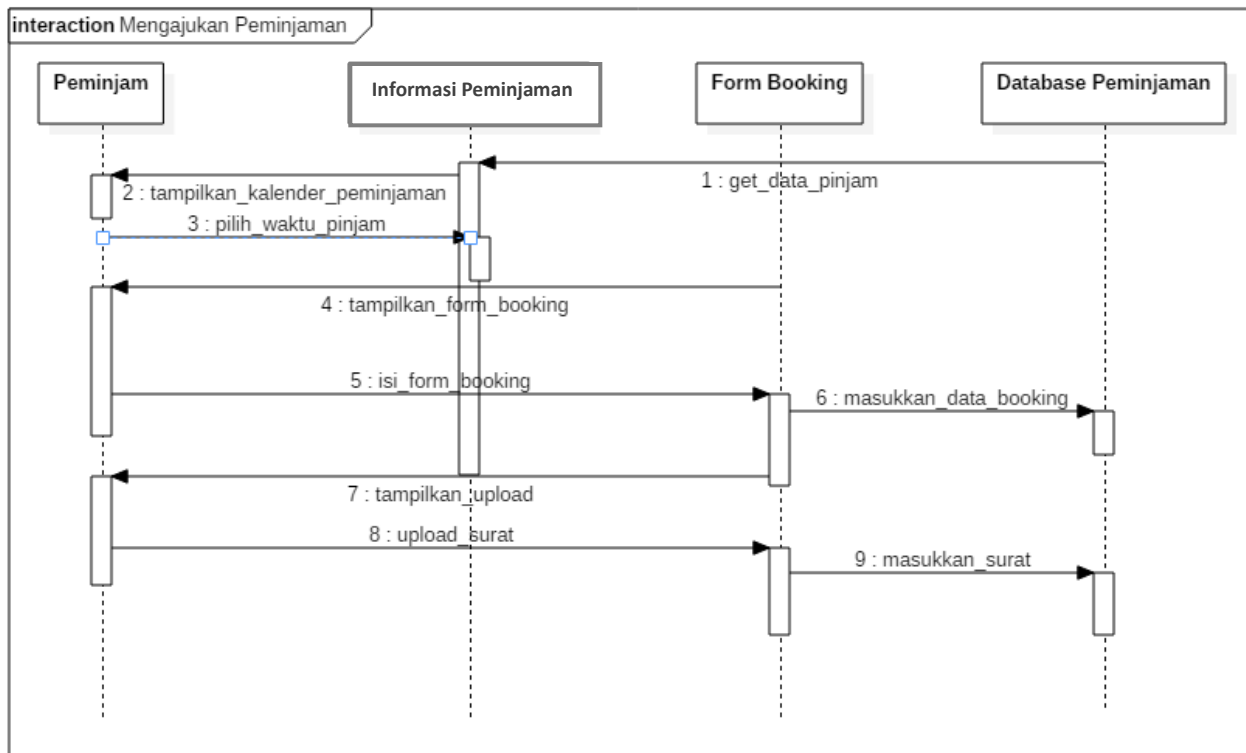 interaction Mengajukan Peminjaman
Peminjam
Informasi Peminjaman
Form Booking
Database Peminjaman
1 : get_data_pinjam
2 : tampilkan_kalender_peminjaman
3 : pilih_waktu_pinjam
4 : tampilkan_form_booking
5 : isi_form_booking
6 : masukkan_data_booking
7 : tampilkan_upload
8 : upload_surat
9 : masukkan_surat